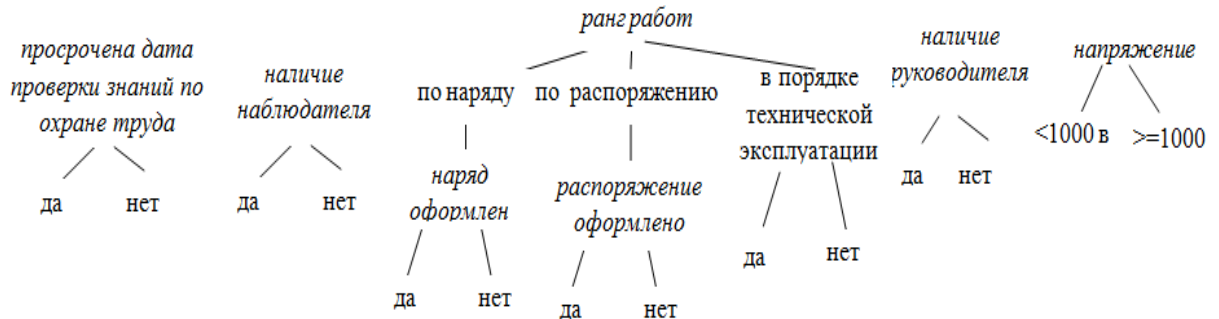 просрочена дата
проверки знаний по
охране труда
да
нет
наличие
наблюдателя
да
нет
ранг работ
по наряду
наряд
оформлен
да
нет
по распоряжению
распоряжение
оформлено
да
нет
в порядке
технической
эксплуатации
да
нет
наличие
руководителя
да
нет
напряжение
<1000 в
>=1000